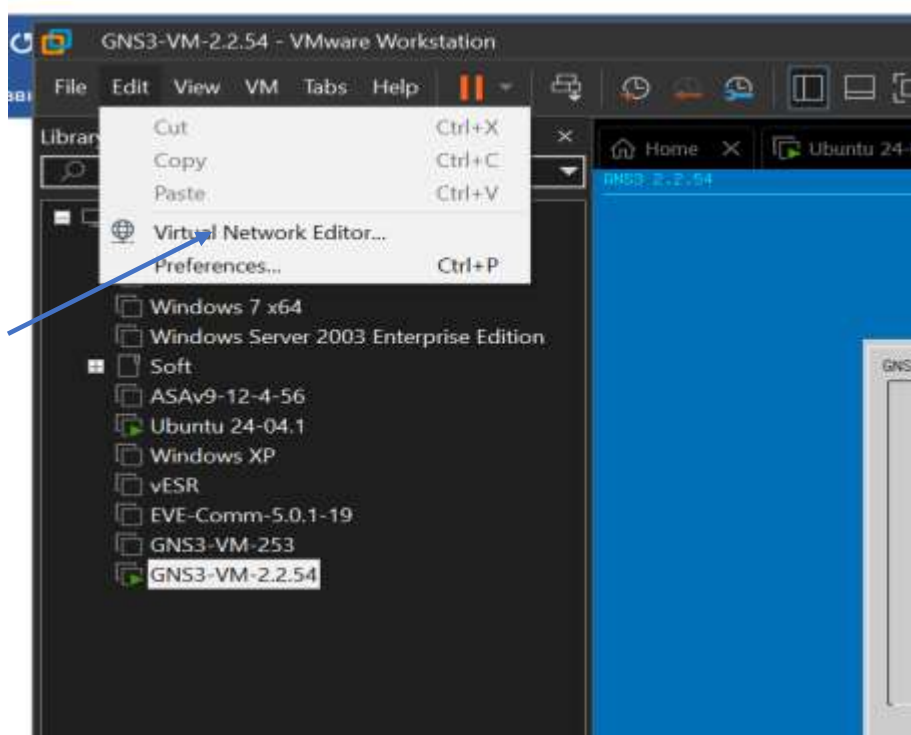 GNS3-VM-2.2.54 - VMware Workstation
File Edit View VM Tabs Help
Library
Home
Ubuntu 24-
Cut Ctrl+X
Copy Ctrl+C
Paste Ctrl+V
Virtual Network Editor...
Preferences... Ctrl+P
GNS3 2.2.54
Windows 7 x64
Windows Server 2003 Enterprise Edition
Soft
ASAv9-12-4-56
Ubuntu 24-04.1
Windows XP
vESR
EVE-Comm-5.0.1-19
GNS3-VM-253
GNS3-VM-2.2.54
GNS